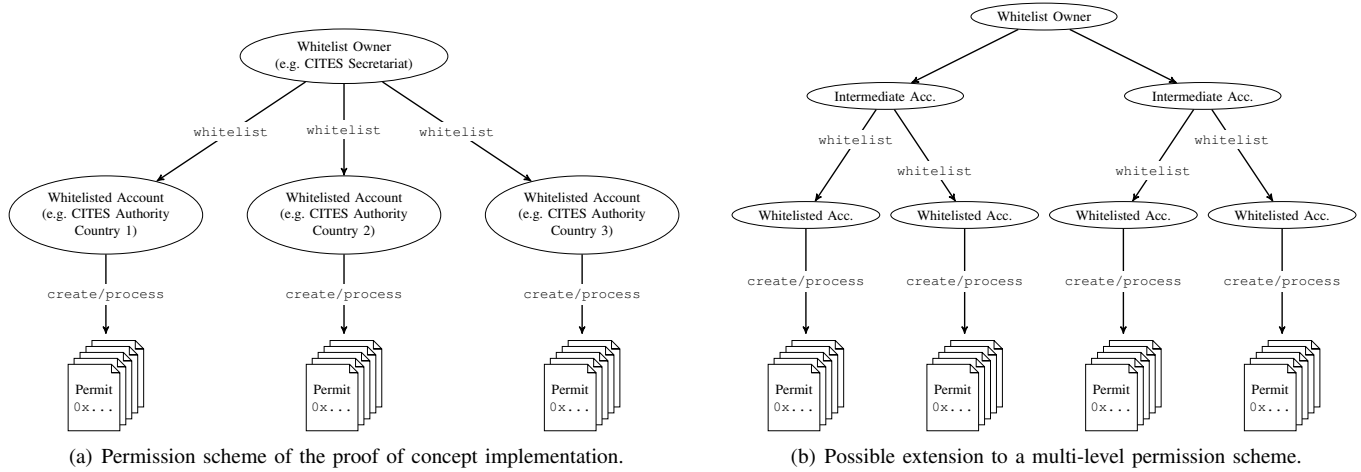 Whitelist Owner
(e.g. CITES Secretariat)
whitelist
whitelist
whitelist
Whitelisted Account
(e.g. CITES Authority
Country 1)
Whitelisted Account
(e.g. CITES Authority
Country 2)
Whitelisted Account
(e.g. CITES Authority
Country 3)
create/process
create/process
create/process
Permit
0x...
Permit
0x...
Permit
0x...
(a) Permission scheme of the proof of concept implementation.
Whitelist Owner
Intermediate Acc.
Intermediate Acc.
whitelist
whitelist
whitelist
whitelist
Whitelisted Acc.
Whitelisted Acc.
Whitelisted Acc.
Whitelisted Acc.
create/process
create/process
create/process
create/process
Permit
0x...
Permit
0x...
Permit
0x...
Permit
0x...
(b) Possible extension to a multi-level permission scheme.